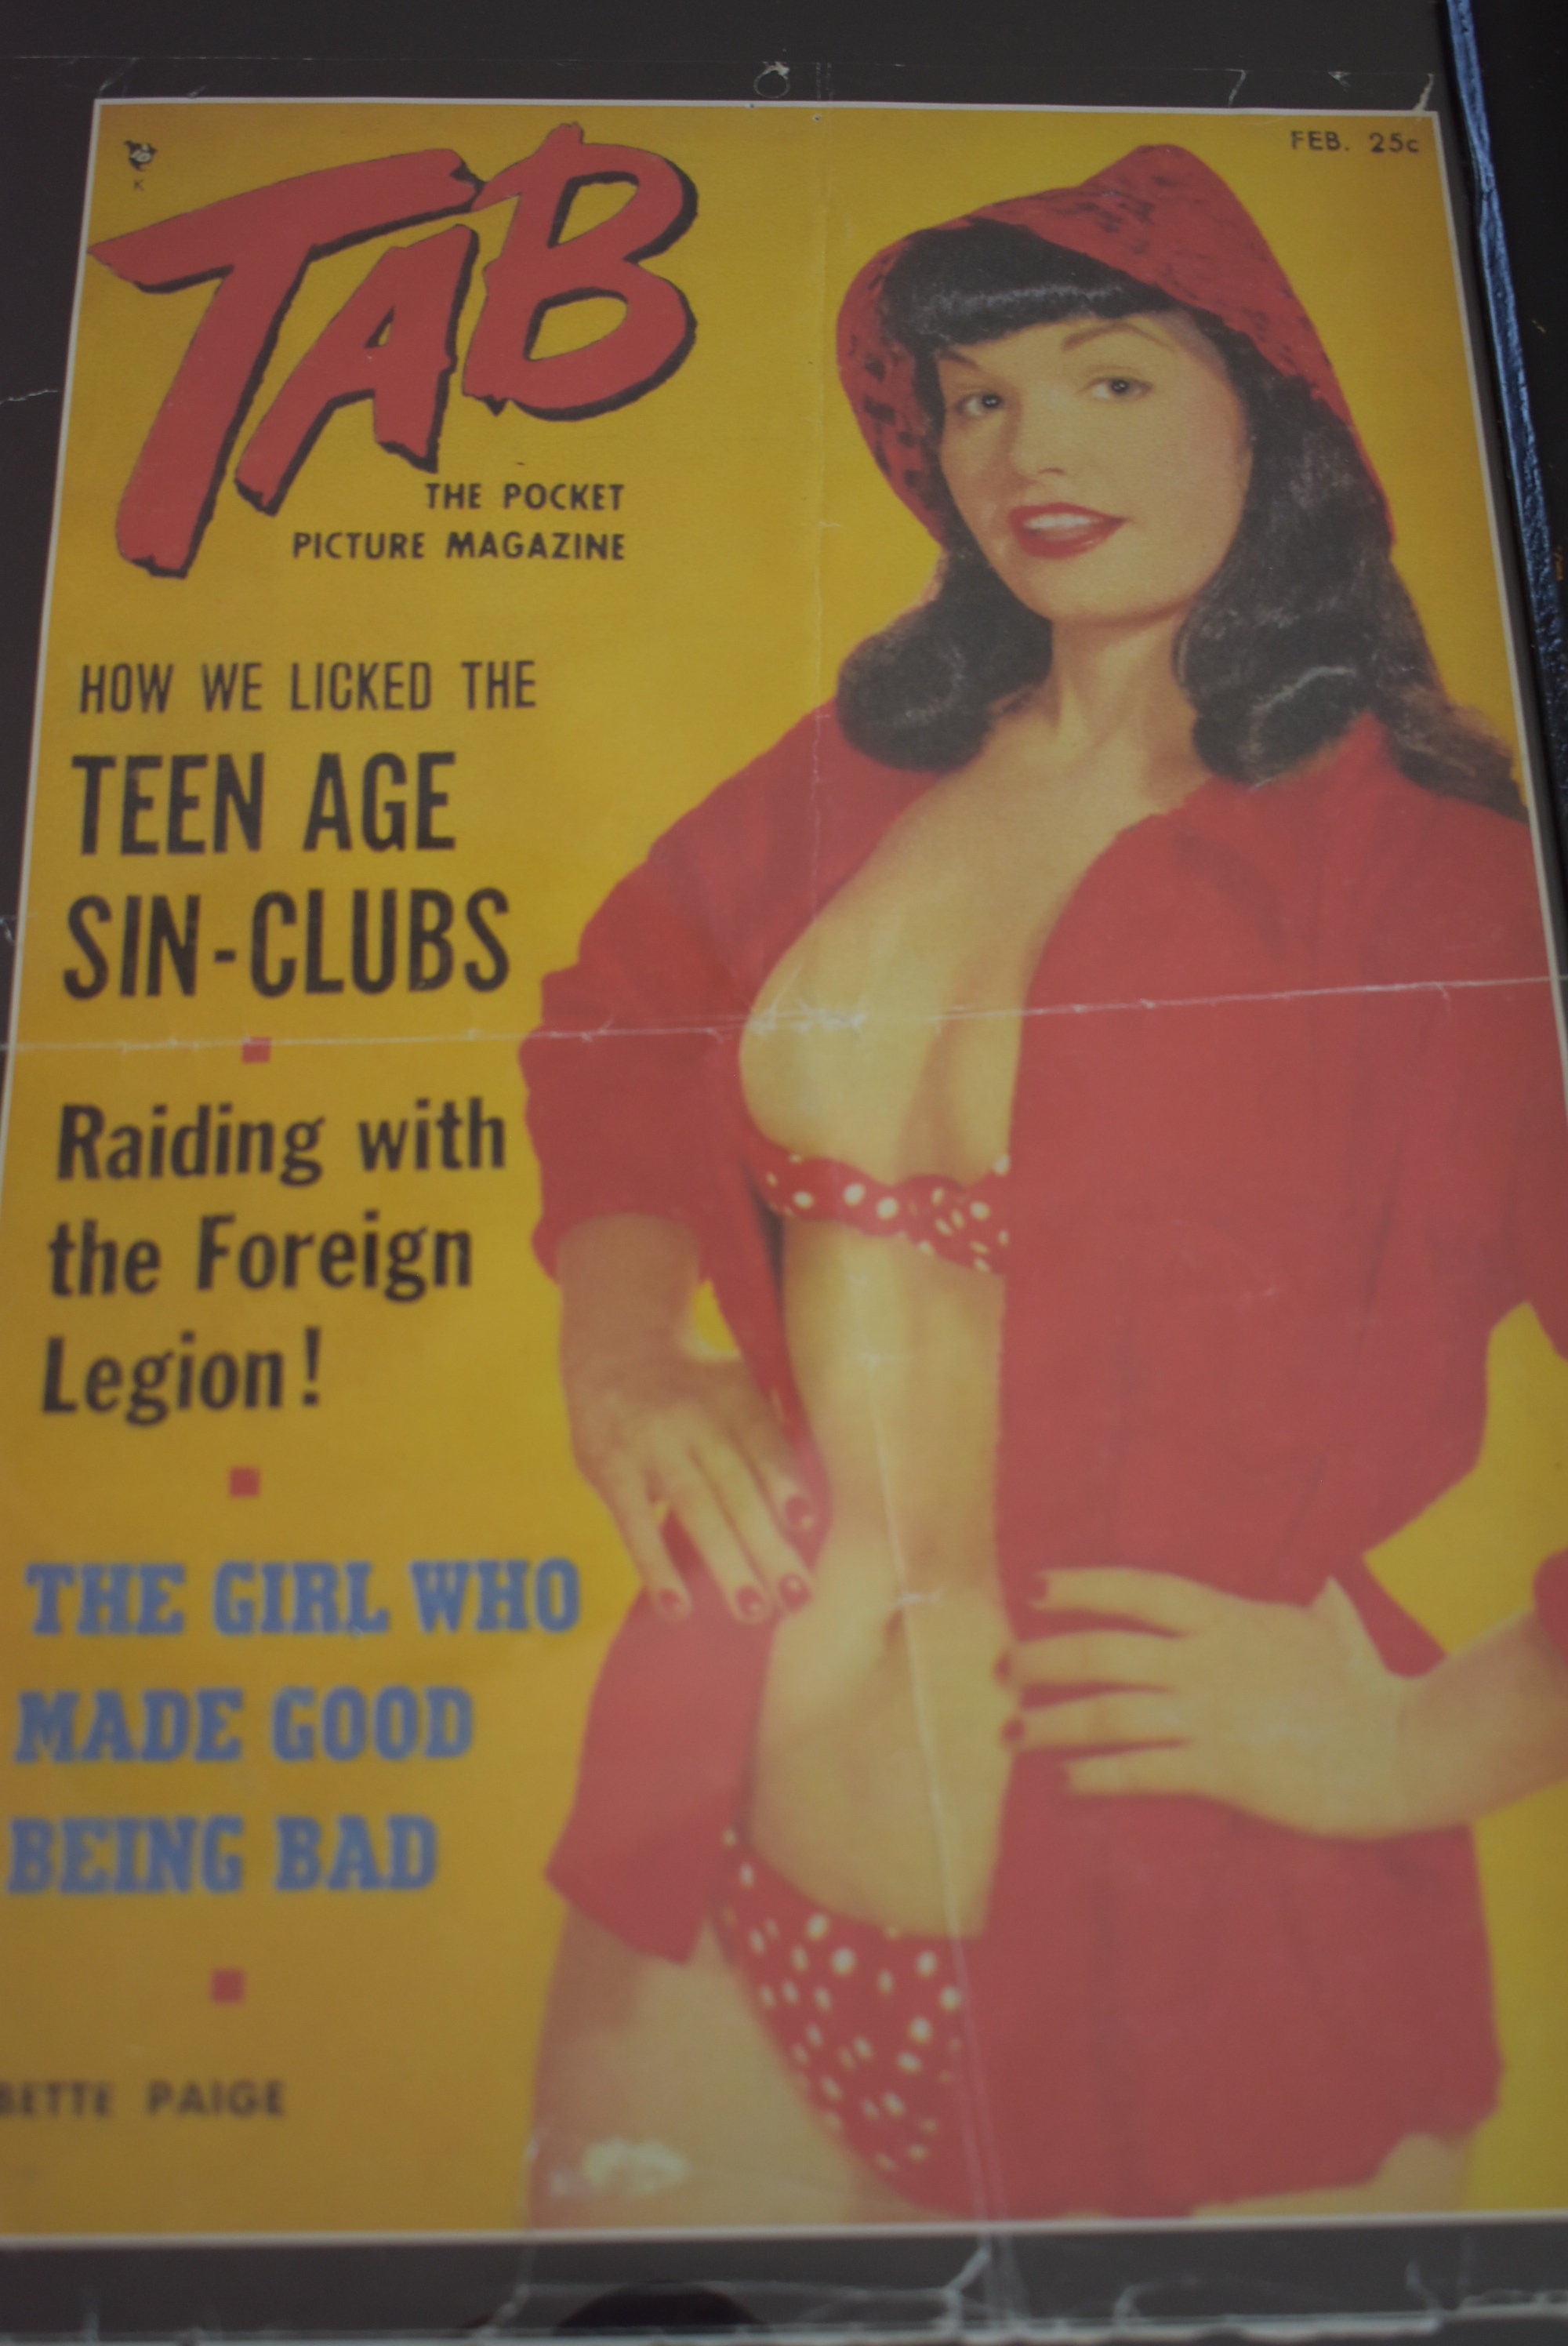 K
TAB
FEB. 25c
THE POCKET
PICTURE MAGAZINE
HOW WE LICKED THE
TEEN AGE
SIN-CLUBS
Raiding with
the Foreign
Legion!
THE GIRL WHO
MADE GOOD
BEING BAD
BETTE PAIGE